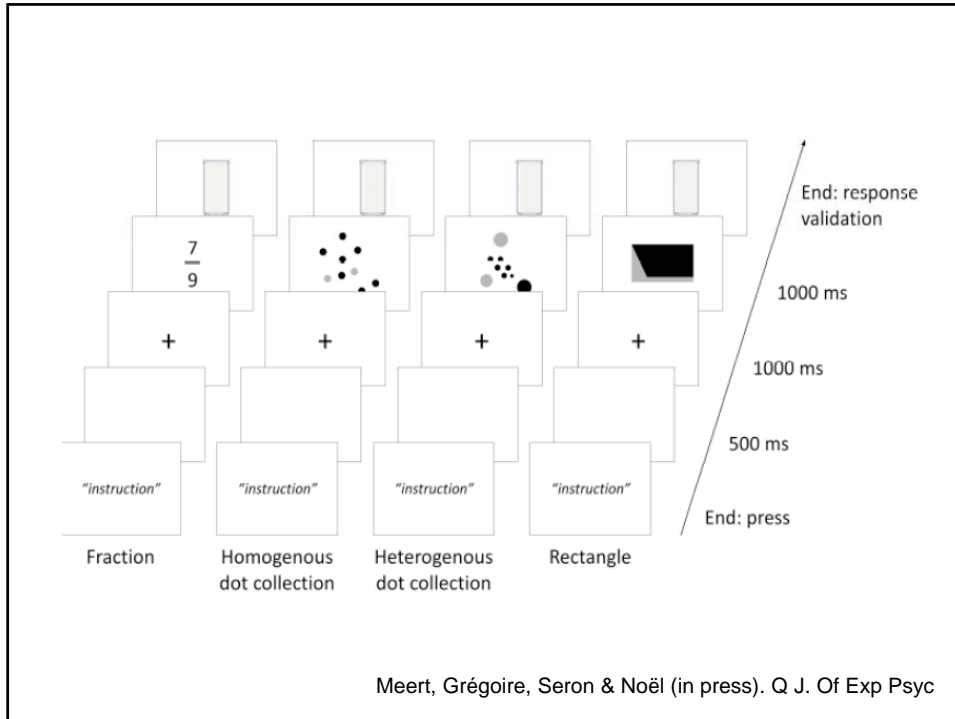 End: response
validation
7
9
1000 ms
+ + + +
1000 ms
500 ms
"instruction" "instruction" "instruction" "instruction"
End: press
Fraction Homogenous Heterogenous Rectangle
dot collection dot collection
Meert, Grégoire, Seron & Noël (in press). Q J. Of Exp Psyc